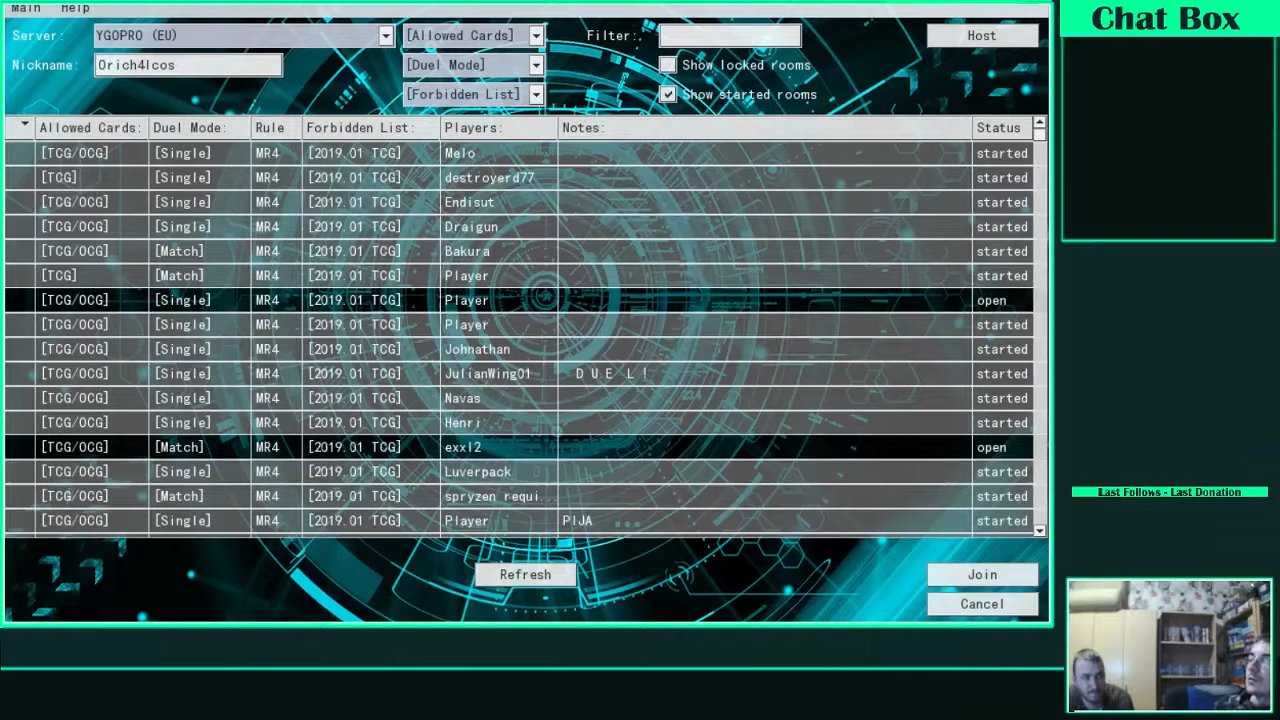 Main Help
Chat Box
Server: YGOPRO (EU) [Allowed Cards] Filter: Host
Nickname: Orich4lcos [Duel Mode] Show locked rooms
[Forbidden List] Show started rooms
Allowed Cards: Duel Mode: Rule Forbidden List: Players: Notes: Status
[TCG/OCG] [Single] MR4 [2019.01 TCG] Melo started
[TCG] [Single] MR4 [2019.01 TCG] destroyerd77 started
[TCG/OCG] [Single] MR4 [2019.01 TCG] Endisut started
[TCG/OCG] [Single] MR4 [2019.01 TCG] Draigun started
[TCG/OCG] [Match] MR4 [2019.01 TCG] Bakura started
[TCG] [Match] MR4 [2019.01 TCG] Player started
[TCG/OCG] [Single] MR4 [2019.01 TCG] Player open
[TCG/OCG] [Single] MR4 [2019.01 TCG] Player started
[TCG/OCG] [Single] MR4 [2019.01 TCG] Johnathan started
[TCG/OCG] [Single] MR4 [2019.01 TCG] JulianWing01 D U E L ! started
[TCG/OCG] [Single] MR4 [2019.01 TCG] Navas started
[TCG/OCG] [Single] MR4 [2019.01 TCG] Henri started
[TCG/OCG] [Match] MR4 [2019.01 TCG] exxl2 open
[TCG/OCG] [Single] MR4 [2019.01 TCG] Luverpack started
[TCG/OCG] [Match] MR4 [2019.01 TCG] spryzen requi... started
[TCG/OCG] [Single] MR4 [2019.01 TCG] Player PIJA started
Last Follows - Last Donation
Refresh Join
Cancel